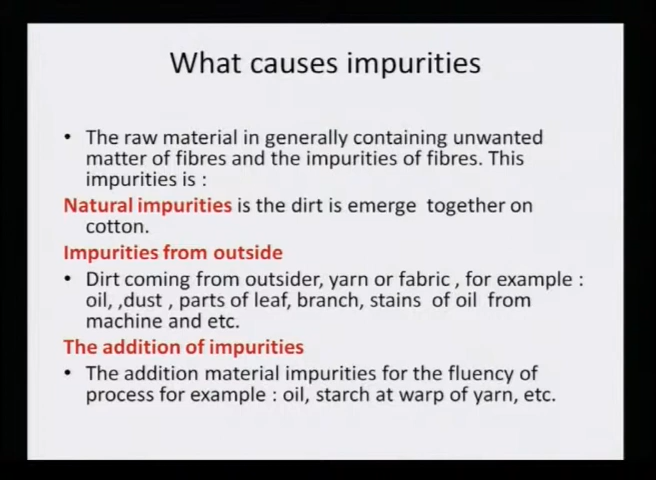 What causes impurities
• The raw material in generally containing unwanted
matter of fibres and the impurities of fibres. This
impurities is :
Natural impurities is the dirt is emerge  together on
cotton.
Impurities from outside
• Dirt coming from outsider, yarn or fabric , for example :
oil, ,dust , parts of leaf, branch, stains  of oil  from
machine and etc.
The addition of impurities
• The addition material impurities for the fluency of
process for example : oil, starch at warp of yarn, etc.